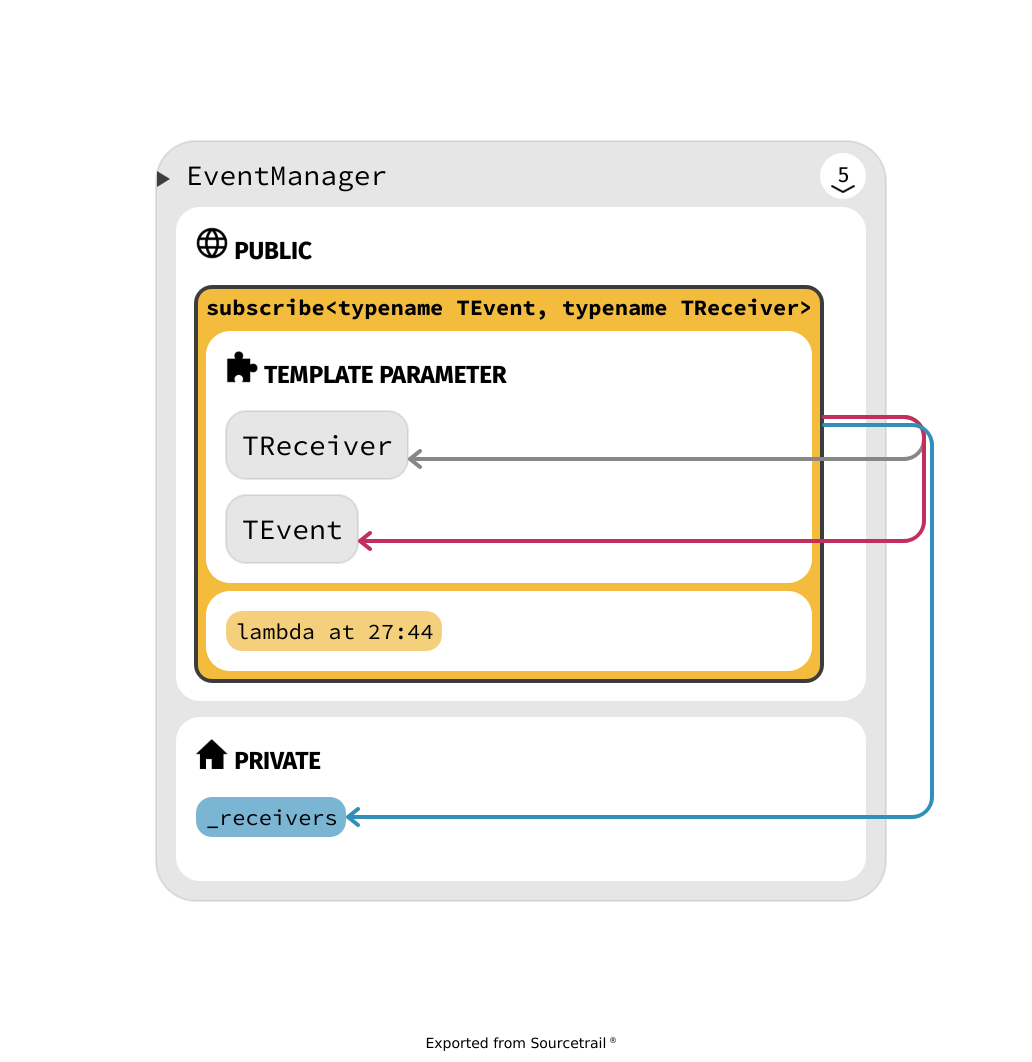 EventManager
5
PUBLIC
subscribe<typename TEvent, typename TReceiver>
TEMPLATE PARAMETER
TReceiver
TEvent
lambda at 27:44
PRIVATE
_receivers
Exported from Sourcetrail ®